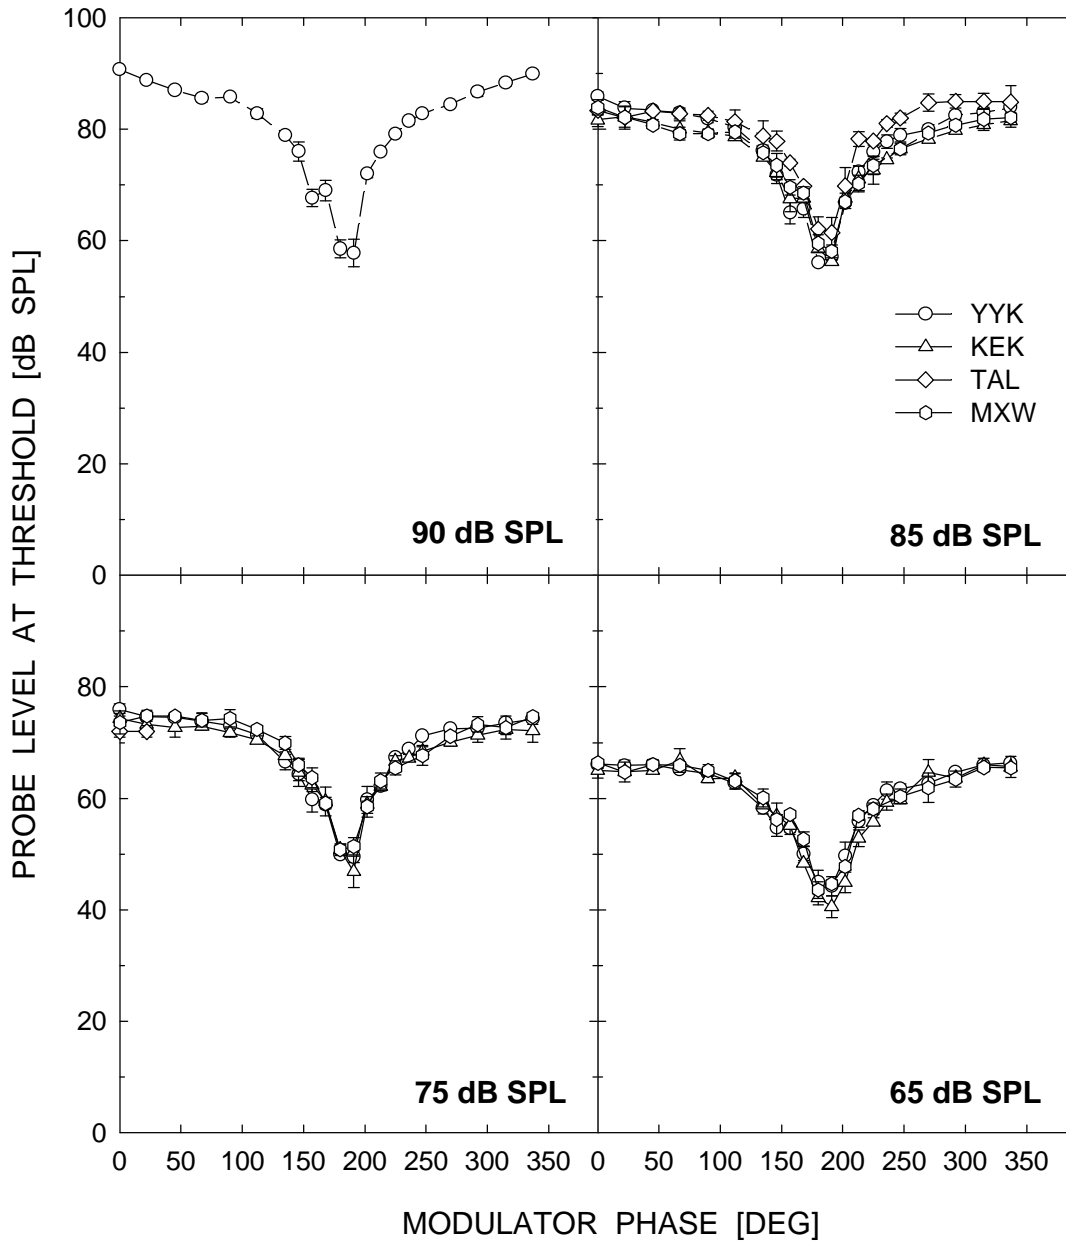 PROBE LEVEL AT THRESHOLD [dB SPL]
100
80
60
40
20
0
90 dB SPL
YYK
KEK
TAL
MXW
85 dB SPL
80
60
40
20
0
75 dB SPL
65 dB SPL
0 50 100 150 200 250 300 350
0 50 100 150 200 250 300 350
MODULATOR PHASE [DEG]